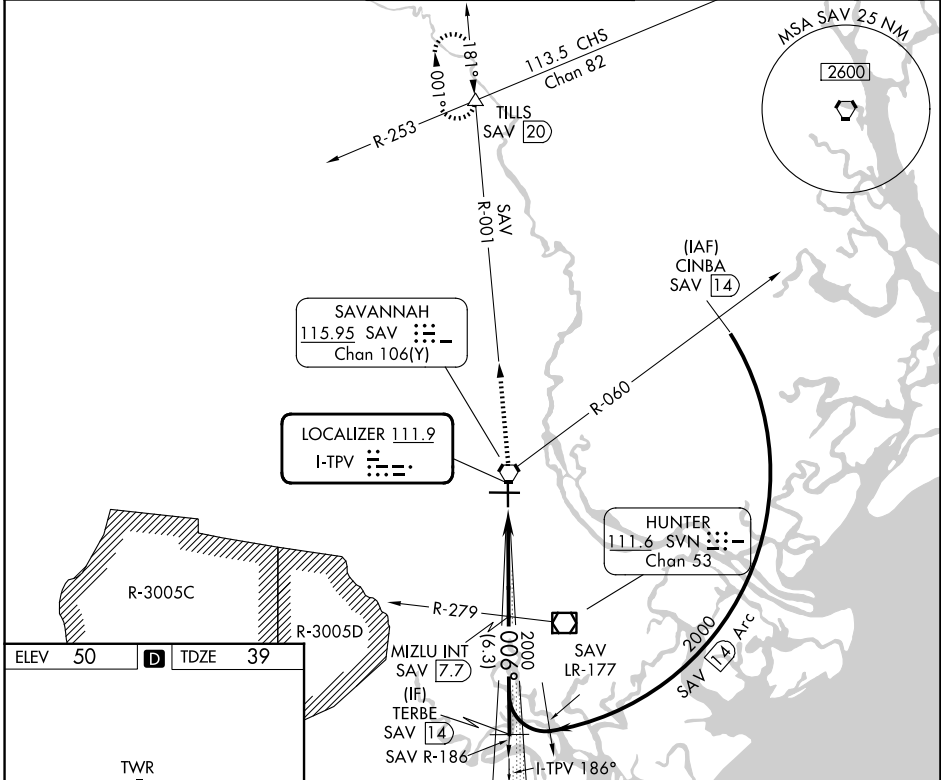 MSA SAV 25 NM
2600
181°
001°
113.5 CHS
Chan 82
TILLS
SAV 20
R-253
SAV
R-001
(IAF)
CINBA
SAV 14
SAVANNAH
115.95 SAV
Chan 106(Y)
R-060
LOCALIZER 111.9
I-TPV
HUNTER
111.6 SVN
Chan 53
R-3005C
R-3005D
R-279
MIZLU INT
SAV 7.7
2000
006°
(6.3)
SAV
LR-177
2000
SAV 14 Arc
(IF)
TERBE
SAV 14
SAV R-186
I-TPV 186°
ELEV 50 D TDZE 39
TWR